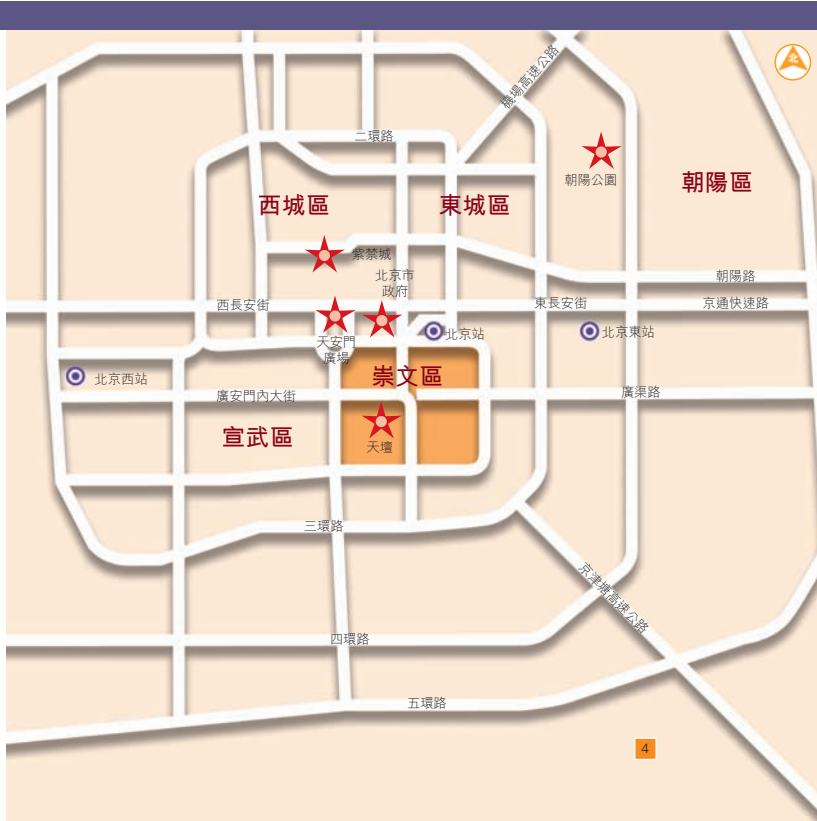 北
機場高速公路
二環路
朝陽公園
朝陽區
西城區
東城區
紫禁城
北京市
政府
朝陽路
西長安街
東長安街
京通快速路
北京站
北京東站
天安門
廣場
崇文區
北京西站
廣安門內大街
廣渠路
宣武區
天壇
三環路
京津塘高速公路
四環路
五環路
4